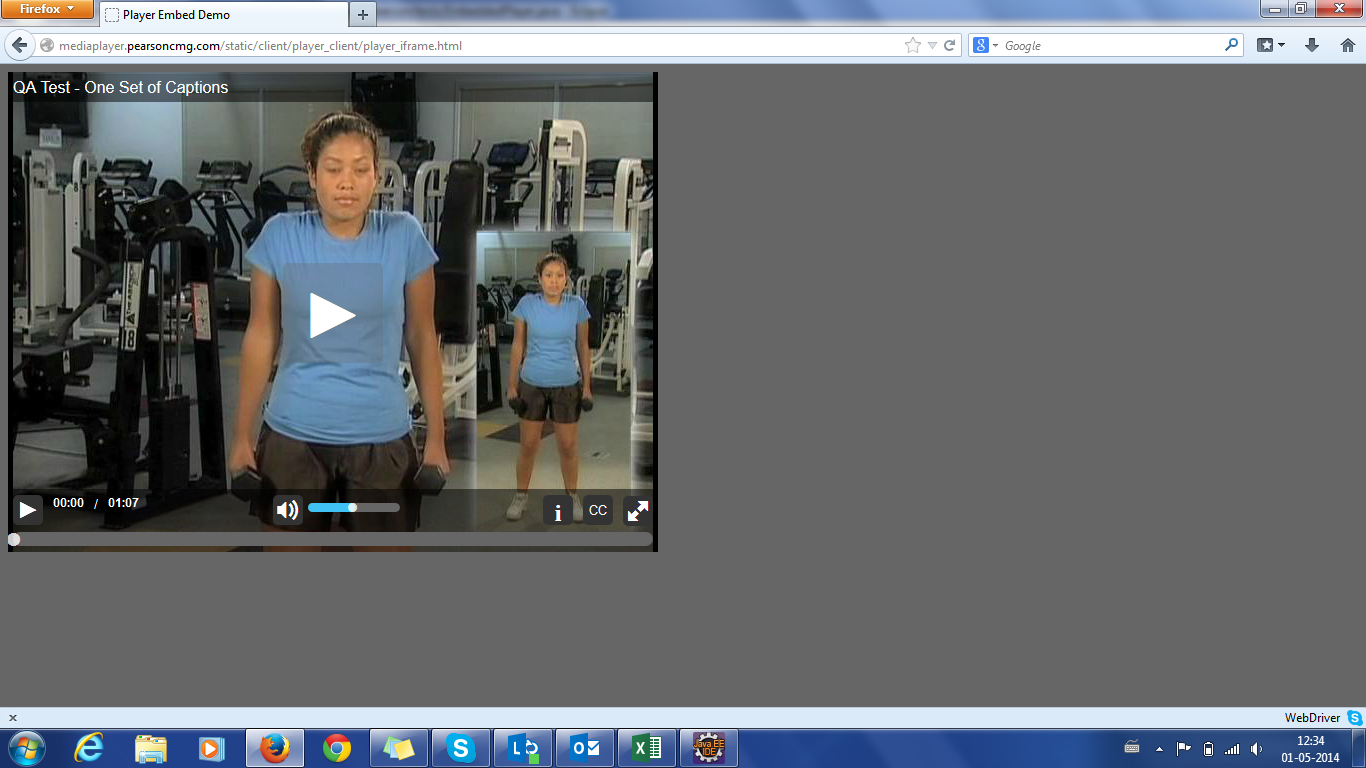 Firefox
Player Embed Demo
mediaplayer.pearsoncmg.com/static/client/player_client/player_iframe.html
Google
QA Test - One Set of Captions
18
00:00 / 01:07
i
CC
WebDriver
Java EE
IDE
12:34
01-05-2014